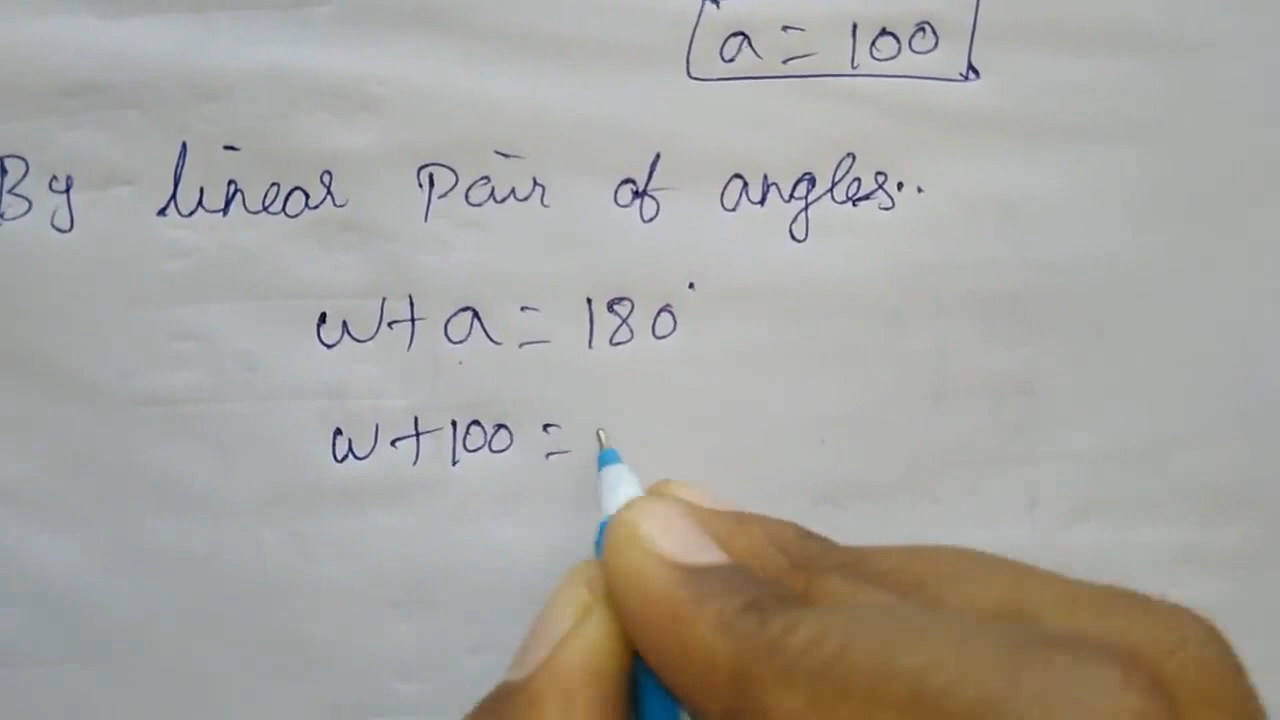 a = 100
By linear Pair of angles..
w + a = 180°
w + 100 =